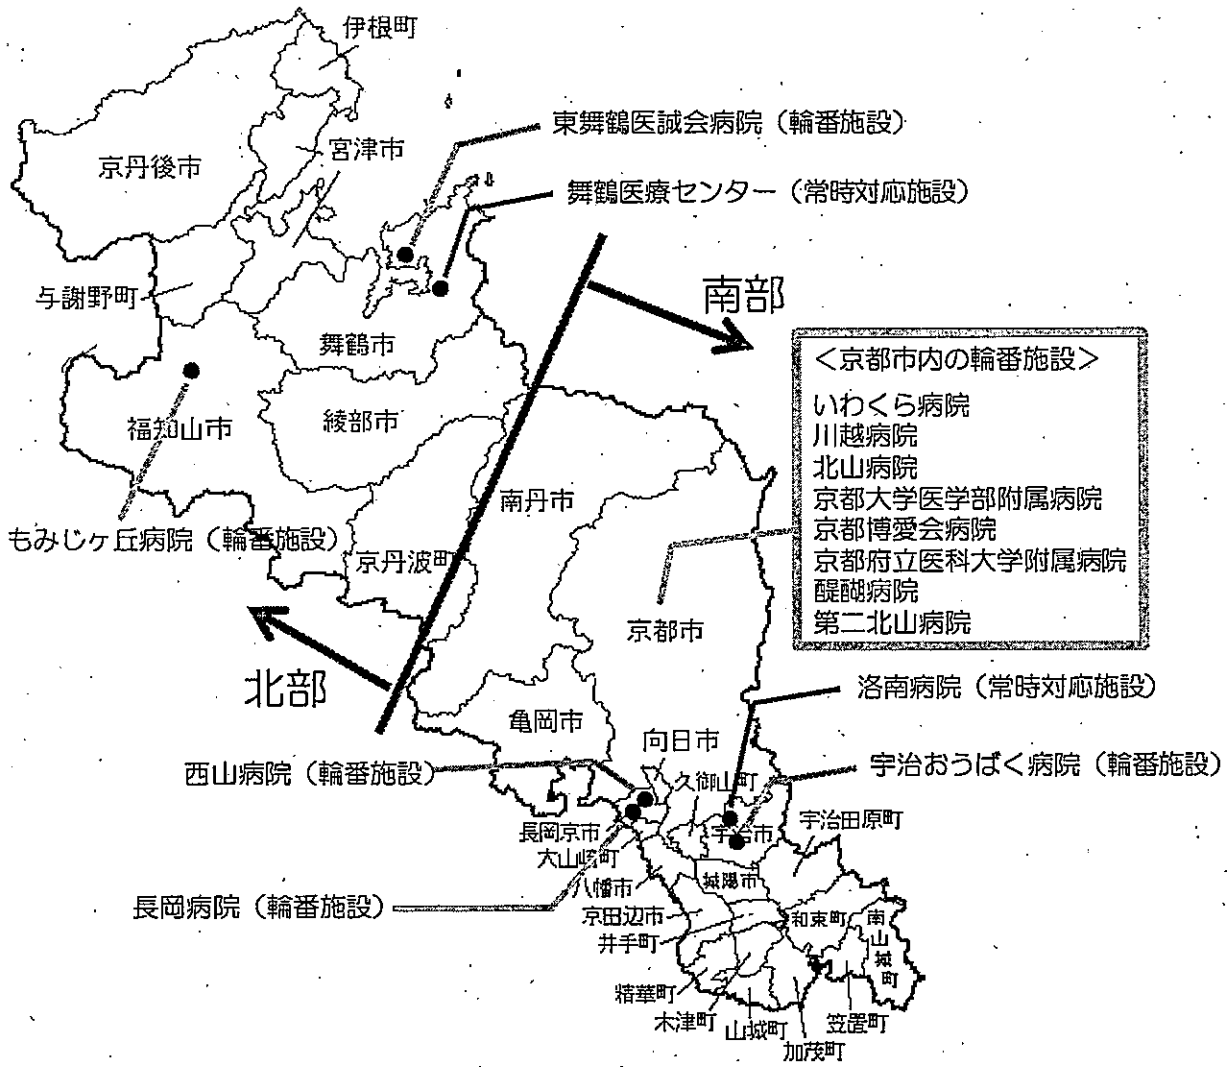 伊根町
東舞鶴医誠会病院（輪番施設）
宮津市
京丹後市
舞鶴医療センター（常時対応施設）
与謝野町
南部
舞鶴市
＜京都市内の輪番施設＞
いわくら病院
川越病院
北山病院
京都大学医学部附属病院
京都博愛会病院
京都府立医科大学附属病院
醍醐病院
第二北山病院
福知山市
綾部市
南丹市
もみじヶ丘病院（輪番施設）
京丹波町
京都市
北部
洛南病院（常時対応施設）
亀岡市
向日市
西山病院（輪番施設）
久御山町
宇治おうばく病院（輪番施設）
長岡京市
宇治市
宇治田原町
大山崎町
八幡市
城陽市
長岡病院（輪番施設）
京田辺市
和束町
南山城町
井手町
精華町
木津町
山城町
笠置町
加茂町